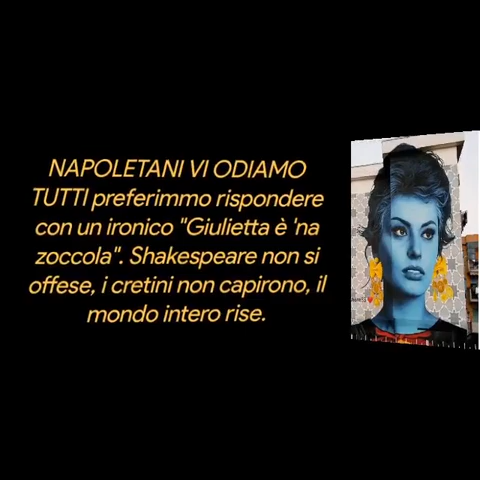 NAPOLETANI VI ODIAMO
TUTTI preferimmo rispondere
con un ironico "Giulietta è 'na
zoccola". Shakespeare non si
offese, i cretini non capirono, il
mondo intero rise.